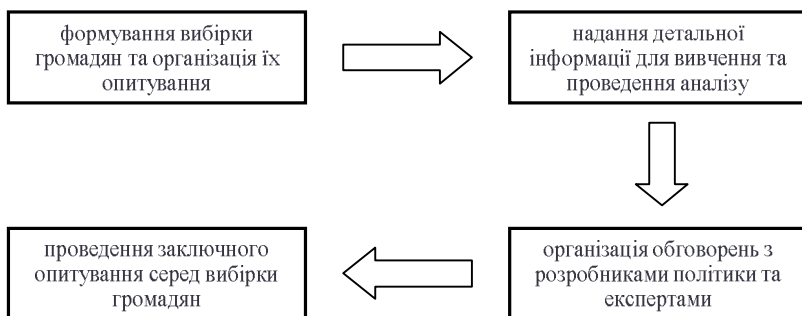 формування вибірки
громадян та організація їх
опитування
надання детальної
інформації для вивчення та
проведення аналізу
організація обговорень з
розробниками політики та
експертами
проведення заключного
опитування серед вибірки
громадян